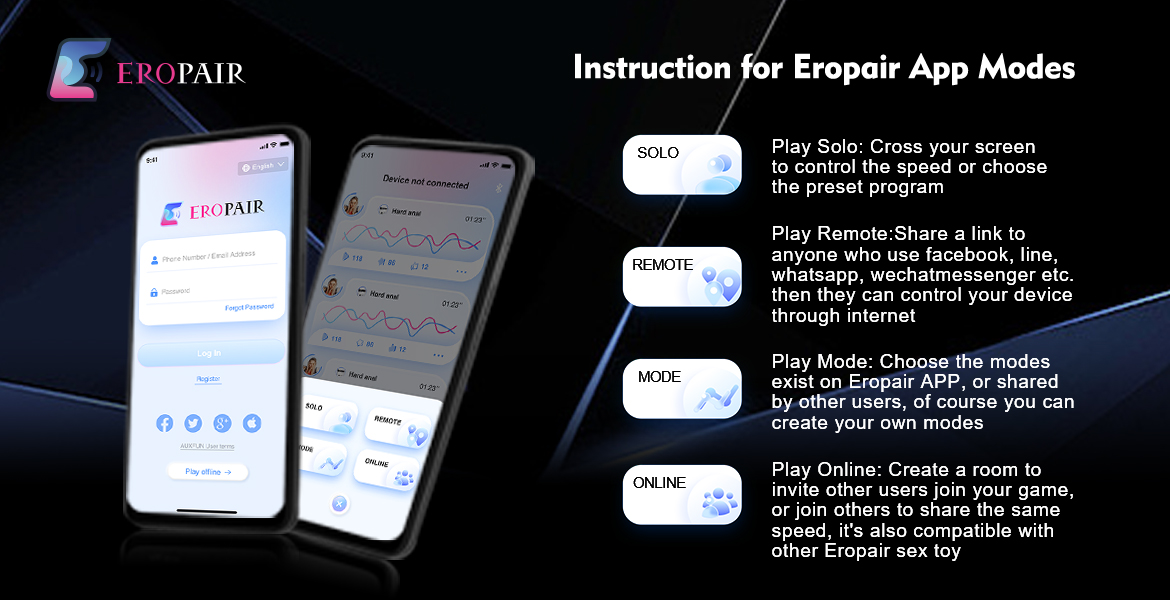 EROPAIR
Instruction for Eropair App Modes
SOLO
Play Solo: Cross your screen
to control the speed or choose
the preset program
REMOTE
Play Remote:Share a link to
anyone who use facebook, line,
whatsapp, wechatmessenger etc.
then they can control your device
through internet
MODE
Play Mode: Choose the modes
exist on Eropair APP, or shared
by other users, of course you can
create your own modes
ONLINE
Play Online: Create a room to
invite other users join your game,
or join others to share the same
speed, it's also compatible with
other Eropair sex toy
9:41
English
EROPAIR
Phone Number / Email Address
Password
Forgot Password
Log In
Register
AUXFUN User terms
Play offline →
9:41
Device not connected
Hard anal
01:23"
118
86
12
Hard anal
01:23"
118
86
12
Hard anal
01:23"
SOLO
REMOTE
ODE
ONLINE